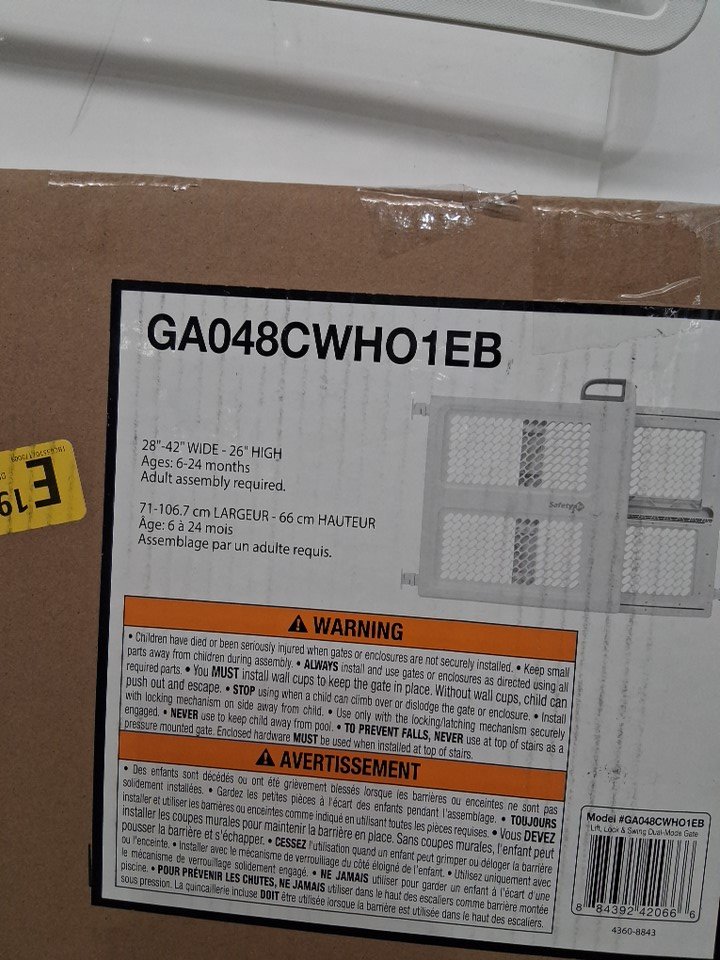 GA048CWHO1EB
28"-42" WIDE - 26" HIGH
Ages: 6-24 months
Adult assembly required.
71-106.7 cm LARGEUR - 66 cm HAUTEUR
Âge: 6 à 24 mois
Assemblage par un adulte requis.
Safety
E
19
⚠ WARNING
• Children have died or been seriously injured when gates or enclosures are not securely installed. • Keep small
parts away from children during assembly. • ALWAYS install and use gates or enclosures as directed using all
required parts. • You MUST install wall cups to keep the gate in place. Without wall cups, child can
push out and escape. • STOP using when a child can climb over or dislodge the gate or enclosure. • Install
with locking mechanism on side away from child. • Use only with the locking/latching mechanism securely
engaged. • NEVER use to keep child away from pool. • TO PREVENT FALLS, NEVER use at top of stairs as a
pressure mounted gate. Enclosed hardware MUST be used when installed at top of stairs.
⚠ AVERTISSEMENT
• Des enfants sont décédés ou ont été grièvement blessés lorsque les barrières ou enceintes ne sont pas
solidement installées. • Gardez les petites pièces à l'écart des enfants pendant l'assemblage. • TOUJOURS
installer et utiliser les barrières ou enceintes comme indiqué en utilisant toutes les pièces requises. • Vous DEVEZ
installer les coupes murales pour maintenir la barrière en place. Sans coupes murales, l'enfant peut
pousser la barrière et s'échapper. • CESSEZ l'utilisation quand un enfant peut grimper ou déloger la barrière
ou l'enceinte. • Installer avec le mécanisme de verrouillage du côté éloigné de l'enfant. • Utilisez uniquement avec
le mécanisme de verrouillage solidement engagé. • NE JAMAIS utiliser pour garder un enfant à l'écart d'une
piscine. • POUR PRÉVENIR LES CHUTES, NE JAMAIS utiliser dans le haut des escaliers comme barrière montée
sous pression. La quincaillerie incluse DOIT être utilisée lorsque la barrière est utilisée dans le haut des escaliers.
Model #GA048CWHO1EB
Lift, Lock & Swing Dual-Mode Gate
8 84392 42066 6
4360-8843